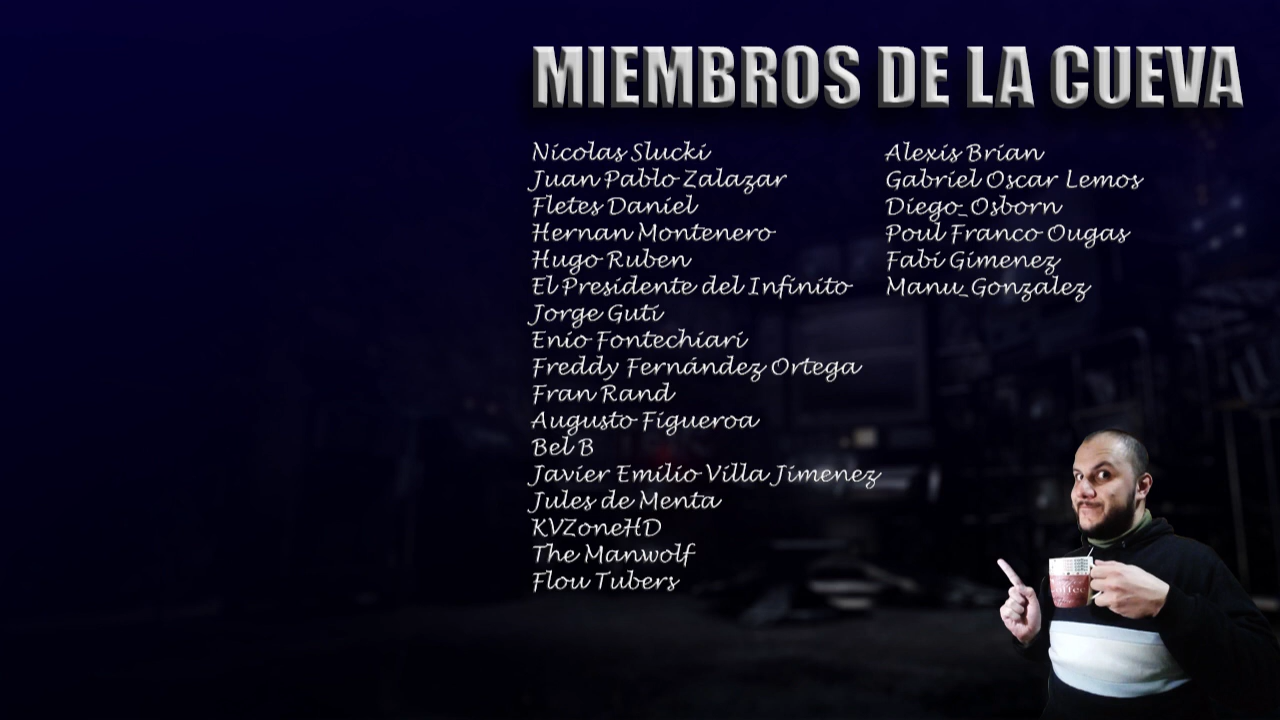 MIEMBROS DE LA CUEVA
Nicolas Slucki
Juan Pablo Zalazar
Fletes Daniel
Hernan Montenero
Hugo Ruben
El Presidente del Infinito
Jorge Guti
Enio Fontechiari
Freddy Fernández Ortega
Fran Rand
Augusto Figueroa
Bel B
Javier Emilio Villa Jimenez
Jules de Menta
KVZoneHD
The Manwolf
Flou Tubers
Alexis Brian
Gabriel Oscar Lemos
Diego_Osborn
Poul Franco Ougas
Fabi Gimenez
Manu_Gonzalez